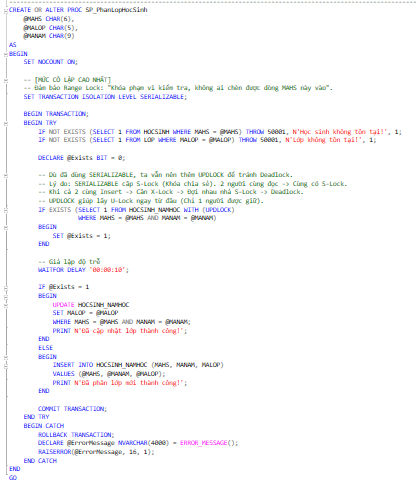 CREATE OR ALTER PROC SP_PhanLopHocSinh
@MAHS CHAR(6),
@MALOP CHAR(5),
@MANAM CHAR(9)
AS
BEGIN
SET NOCOUNT ON;
-- [MỨC CÔ LẬP CAO NHẤT]
-- Đảm bảo Range Lock: "Khóa phạm vi kiểm tra, không ai chèn được dòng MAHS này vào".
SET TRANSACTION ISOLATION LEVEL SERIALIZABLE;
BEGIN TRANSACTION;
BEGIN TRY
IF NOT EXISTS (SELECT 1 FROM HOCSINH WHERE MAHS = @MAHS) THROW 50001, N'Học sinh không tồn tại!', 1;
IF NOT EXISTS (SELECT 1 FROM LOP WHERE MALOP = @MALOP) THROW 50001, N'Lớp không tồn tại!', 1;
DECLARE @Exists BIT = 0;
-- Dù đã dùng SERIALIZABLE, ta vẫn nên thêm UPDLOCK để tránh Deadlock.
-- Lý do: SERIALIZABLE cấp S-Lock (Khóa chia sẻ). 2 người cùng đọc -> Cùng có S-Lock.
-- Khi cả 2 cùng Insert -> Cần X-Lock -> Đợi nhau nhả S-Lock -> Deadlock.
-- UPDLOCK giúp lấy U-Lock ngay từ đầu (Chỉ 1 người được giữ).
IF EXISTS (SELECT 1 FROM HOCSINH_NAMHOC WITH (UPDLOCK)
WHERE MAHS = @MAHS AND MANAM = @MANAM)
BEGIN
SET @Exists = 1;
END
-- Giả lập độ trễ
WAITFOR DELAY '00:00:10';
IF @Exists = 1
BEGIN
UPDATE HOCSINH_NAMHOC
SET MALOP = @MALOP
WHERE MAHS = @MAHS AND MANAM = @MANAM;
PRINT N'Đã cập nhật lớp thành công!';
END
ELSE
BEGIN
INSERT INTO HOCSINH_NAMHOC (MAHS, MANAM, MALOP)
VALUES (@MAHS, @MANAM, @MALOP);
PRINT N'Đã phân lớp mới thành công!';
END
COMMIT TRANSACTION;
END TRY
BEGIN CATCH
ROLLBACK TRANSACTION;
DECLARE @ErrorMessage NVARCHAR(4000) = ERROR_MESSAGE();
RAISERROR(@ErrorMessage, 16, 1);
END CATCH
END
GO